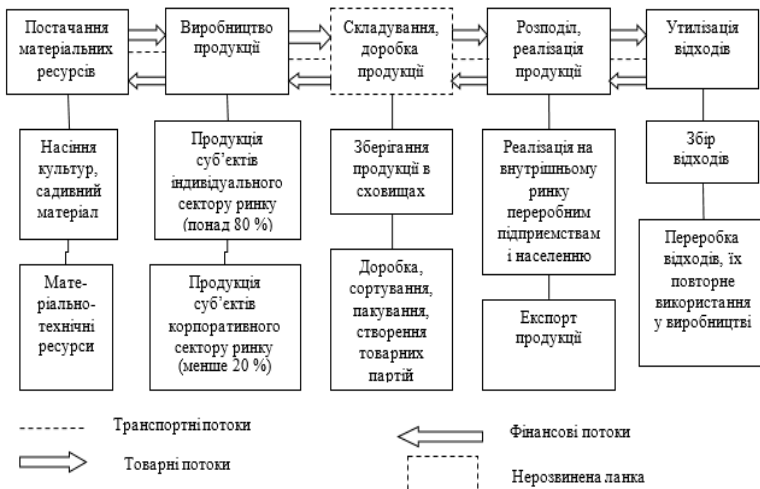 Постачання
матеріальних
ресурсів
Виробництво
продукції
Складування,
доробка
продукції
Розподіл,
реалізація
продукції
Утилизація
відходів
Насіння
культур,
садивний
матеріал
Продукція
суб’єктів
індивідуального
сектору ринку
(понад 80 %)
Зберігання
продукції в
сховищах
Реалізація на
внутрішньому
ринку
переробним
підприємствам
і населенню
Збір
відходів
Мате-
ріально-
технічні
ресурси
Продукція
суб’єктів
корпоративного
сектору ринку
(менше 20 %)
Доробка,
сортування,
пакування,
створення
товарних
партій
Експорт
продукції
Переробка
відходів, їх
повторне
використання
у виробництві
Транспортні потоки
Фінансові потоки
Товарні потоки
Нерозвинена ланка